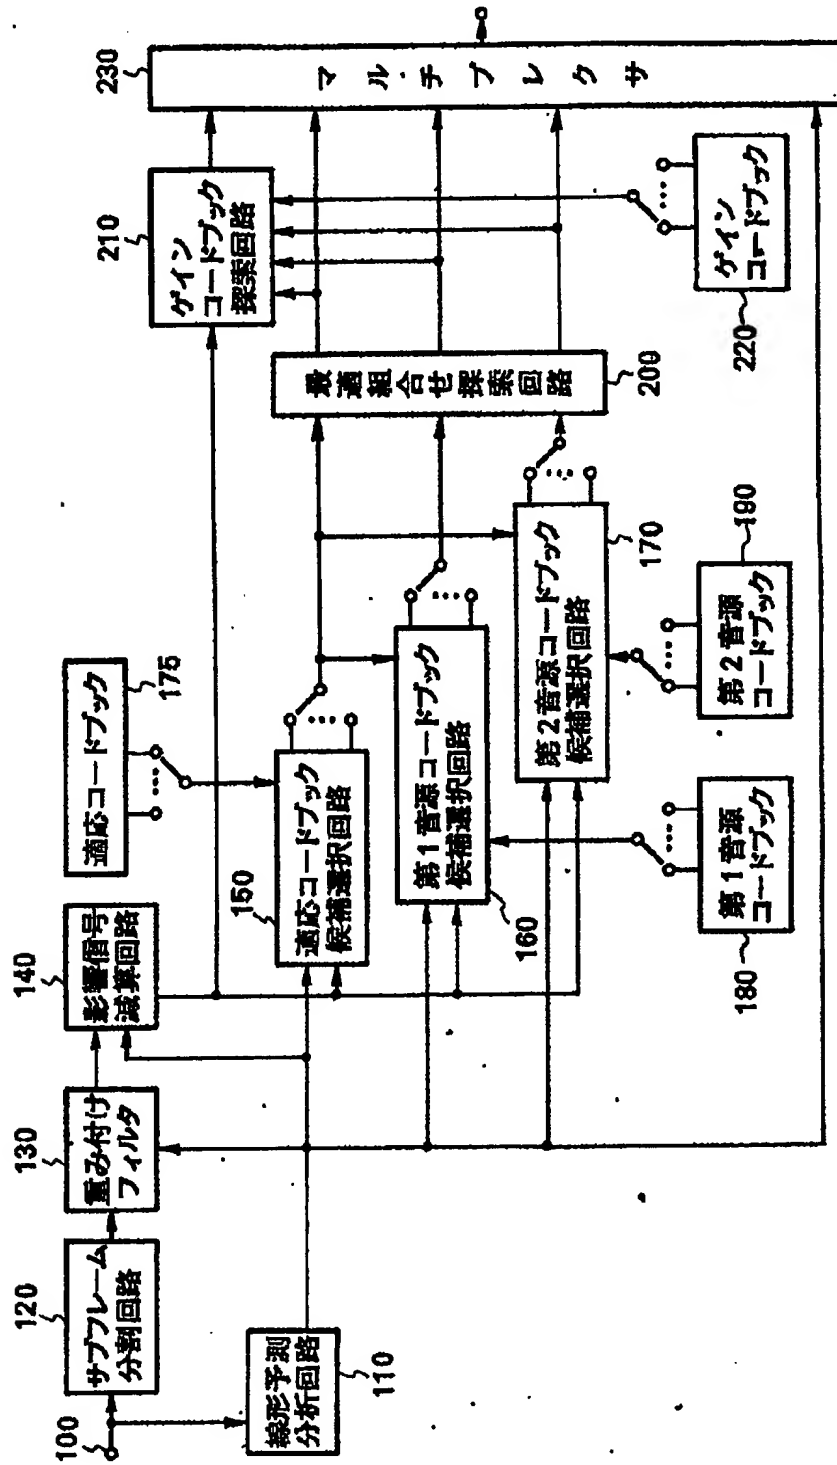 100
120
サブフレーム
分割回路
110
線形予測
分析回路
130
重み付け
フィルタ
140
影響信号
減算回路
175
適応コードブック
150
適応コードブック
候補選択回路
160
第1音源コードブック
候補選択回路
170
第2音源コードブック
候補選択回路
180
第1音源
コードブック
190
第2音源
コードブック
200
最適組合せ探索回路
210
ゲイン
コードブック
探索回路
220
ゲイン
コードブック
230
マルチプレクサ